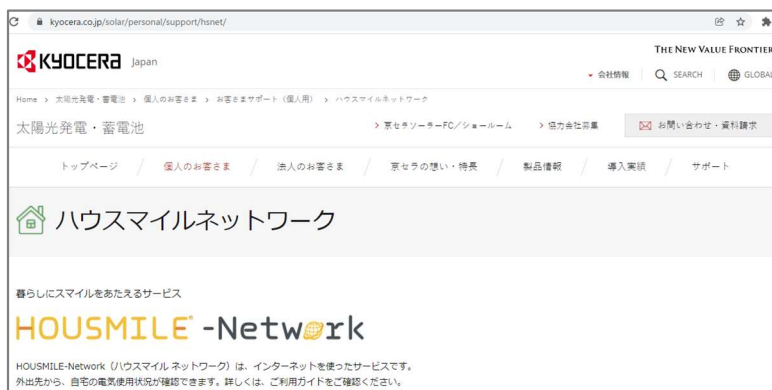 kyocera.co.jp/solar/personal/support/hsnet/
KYOCERA Japan
THE NEW VALUE FRONTIER
会社情報 SEARCH GLOBAL
Home > 太陽光発電・蓄電池 > 個人のお客さま > お客さまサポート（個人用） > ハウスマイルネットワーク
太陽光発電・蓄電池 > 京セラソーラーFC／ショールーム > 協力会社募集 お問い合わせ・資料請求
トップページ / 個人のお客さま / 法人のお客さま / 京セラの想い・特長 / 製品情報 / 導入実績 / サポート
ハウスマイルネットワーク
暮らしにスマイルをあたえるサービス
HOUSMILE®-Network
HOUSMILE-Network（ハウスマイル ネットワーク）は、インターネットを使ったサービスです。
外出先から、自宅の電気使用状況が確認できます。詳しくは、ご利用ガイドをご確認ください。